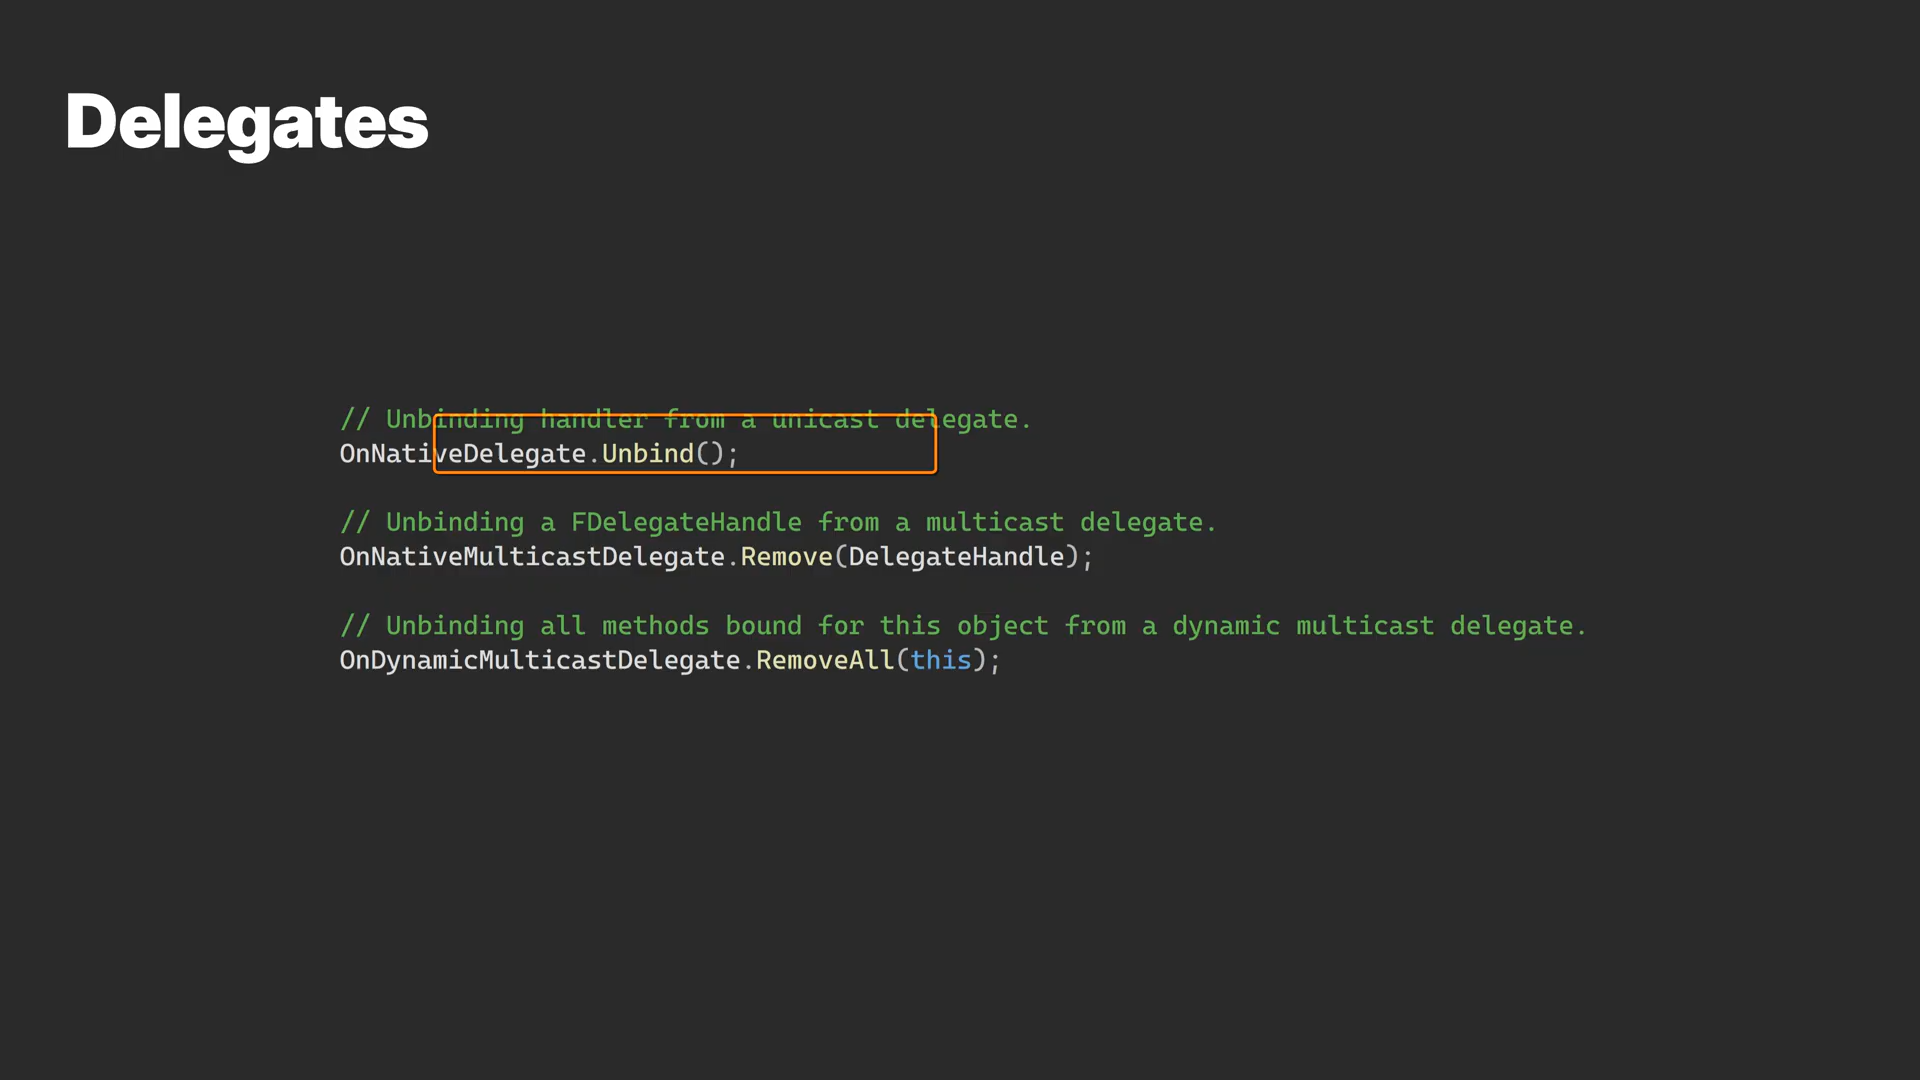 Delegates
// Unbinding handler from a unicast delegate.
OnNativeDelegate.Unbind();
// Unbinding a FDelegateHandle from a multicast delegate.
OnNativeMulticastDelegate.Remove(DelegateHandle);
// Unbinding all methods bound for this object from a dynamic multicast delegate.
OnDynamicMulticastDelegate.RemoveAll(this);